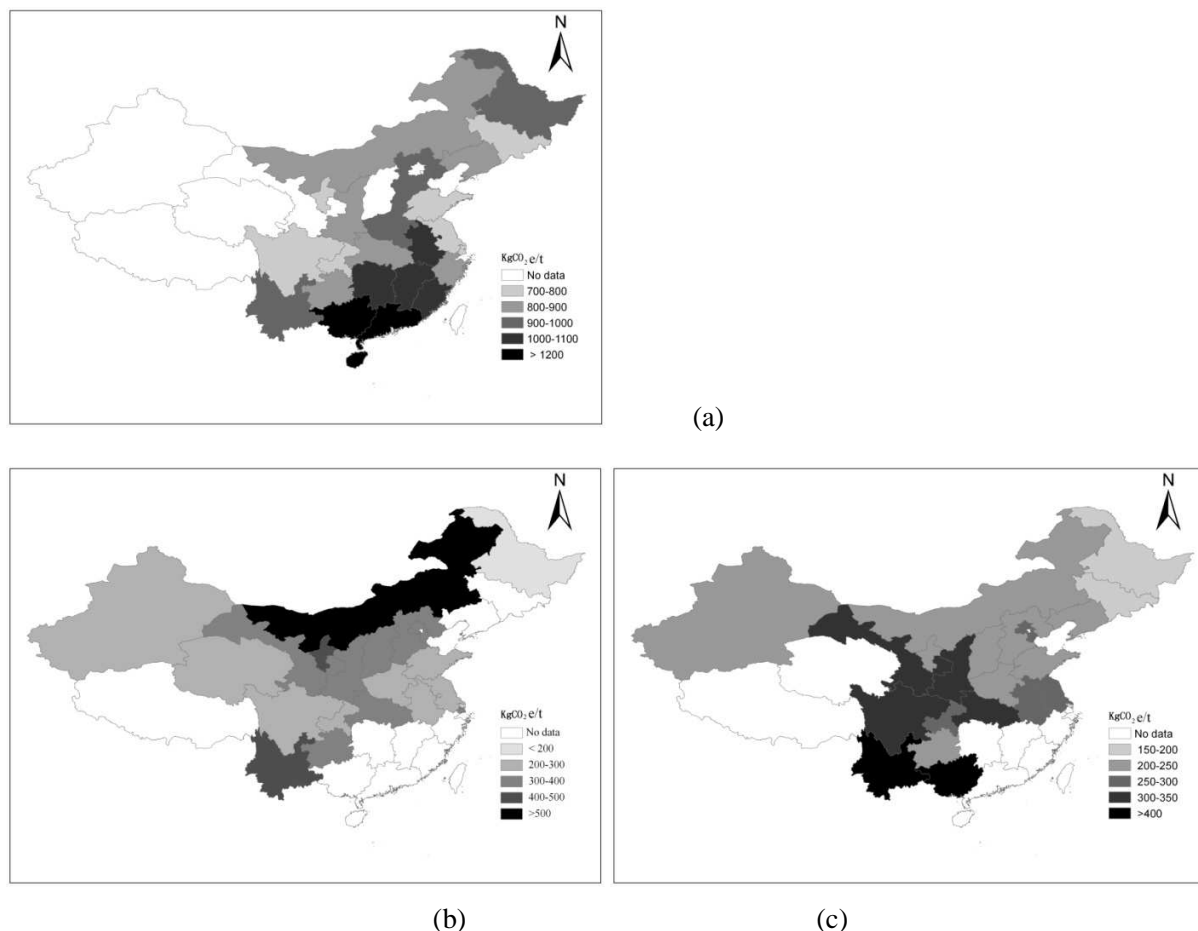 N
KgCO₂ e/t
No data
700-800
800-900
900-1000
1000-1100
> 1200
(a)
N
KgCO₂ e/t
No data
< 200
200-300
300-400
400-500
>500
N
KgCO₂ e/t
No data
150-200
200-250
250-300
300-350
>400
(b)
(c)